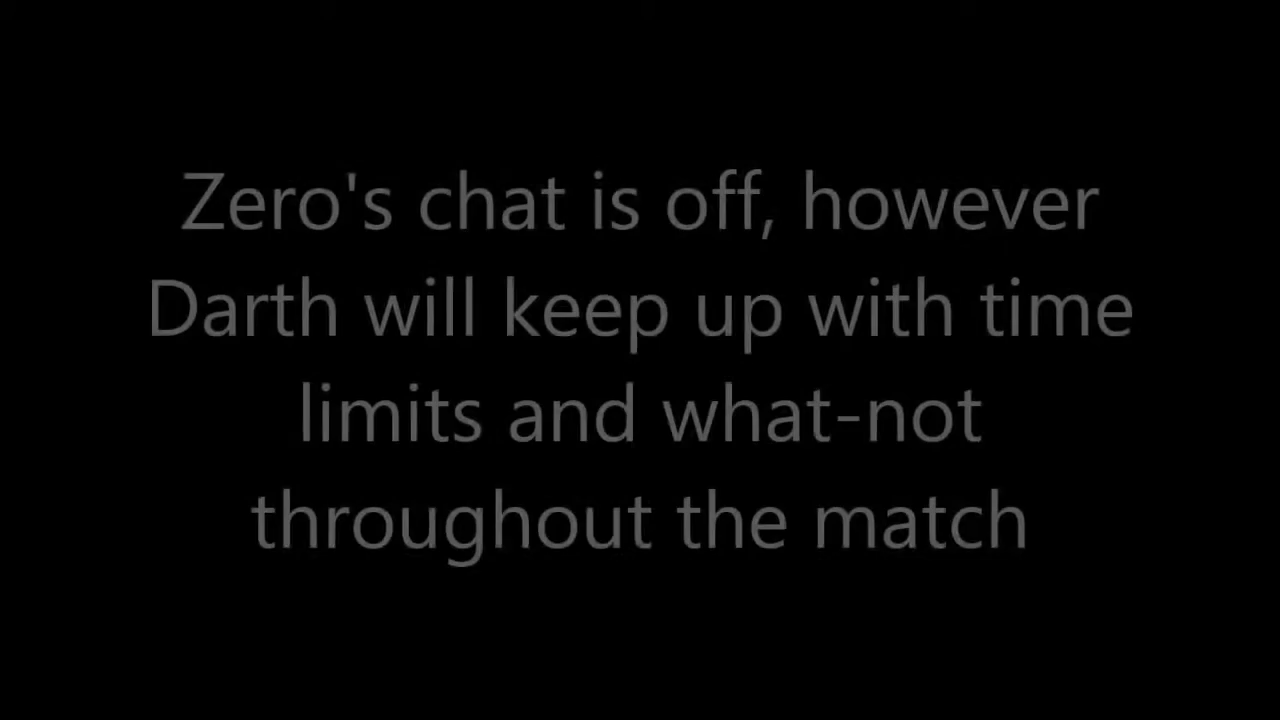 Zero's chat is off, however
Darth will keep up with time
limits and what-not
throughout the match